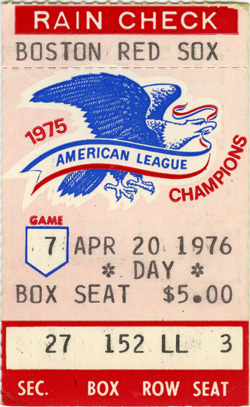 RAIN CHECK
BOSTON RED SOX
1975
AMERICAN LEAGUE
CHAMPIONS
GAME
7 APR 20 1976
* DAY *
BOX SEAT $5.00
27 152 LL 3
SEC. BOX ROW SEAT